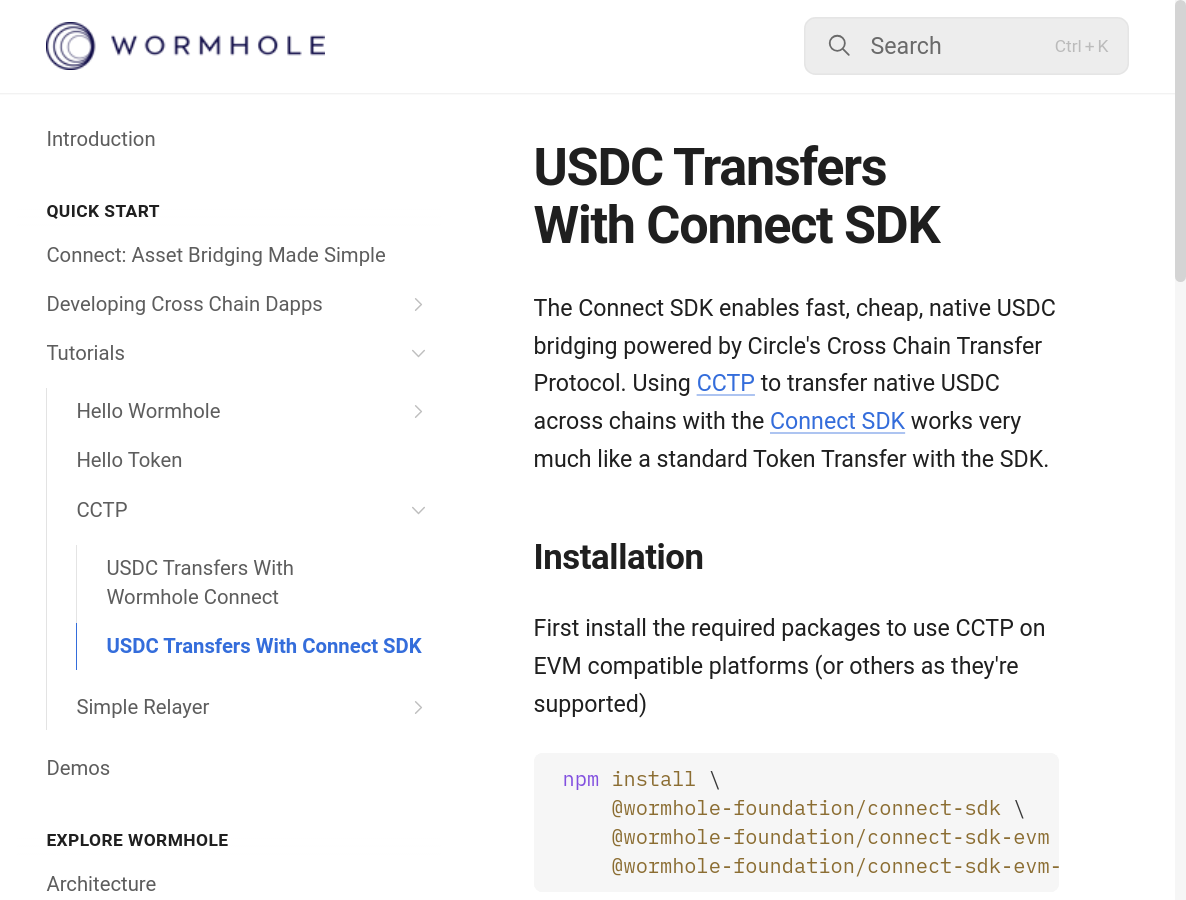 WORMHOLE
Search
Ctrl + K
Introduction
QUICK START
Connect: Asset Bridging Made Simple
Developing Cross Chain Dapps
Tutorials
Hello Wormhole
Hello Token
CCTP
USDC Transfers With
Wormhole Connect
USDC Transfers With Connect SDK
Simple Relayer
Demos
EXPLORE WORMHOLE
Architecture
USDC Transfers
With Connect SDK
The Connect SDK enables fast, cheap, native USDC
bridging powered by Circle's Cross Chain Transfer
Protocol. Using CCTP to transfer native USDC
across chains with the Connect SDK works very
much like a standard Token Transfer with the SDK.
Installation
First install the required packages to use CCTP on
EVM compatible platforms (or others as they're
supported)
npm install \
@wormhole-foundation/connect-sdk \
@wormhole-foundation/connect-sdk-evm
@wormhole-foundation/connect-sdk-evm-